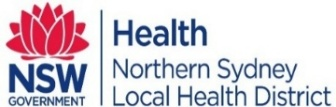 NSW
GOVERNMENT
Health
Northern Sydney
Local Health District